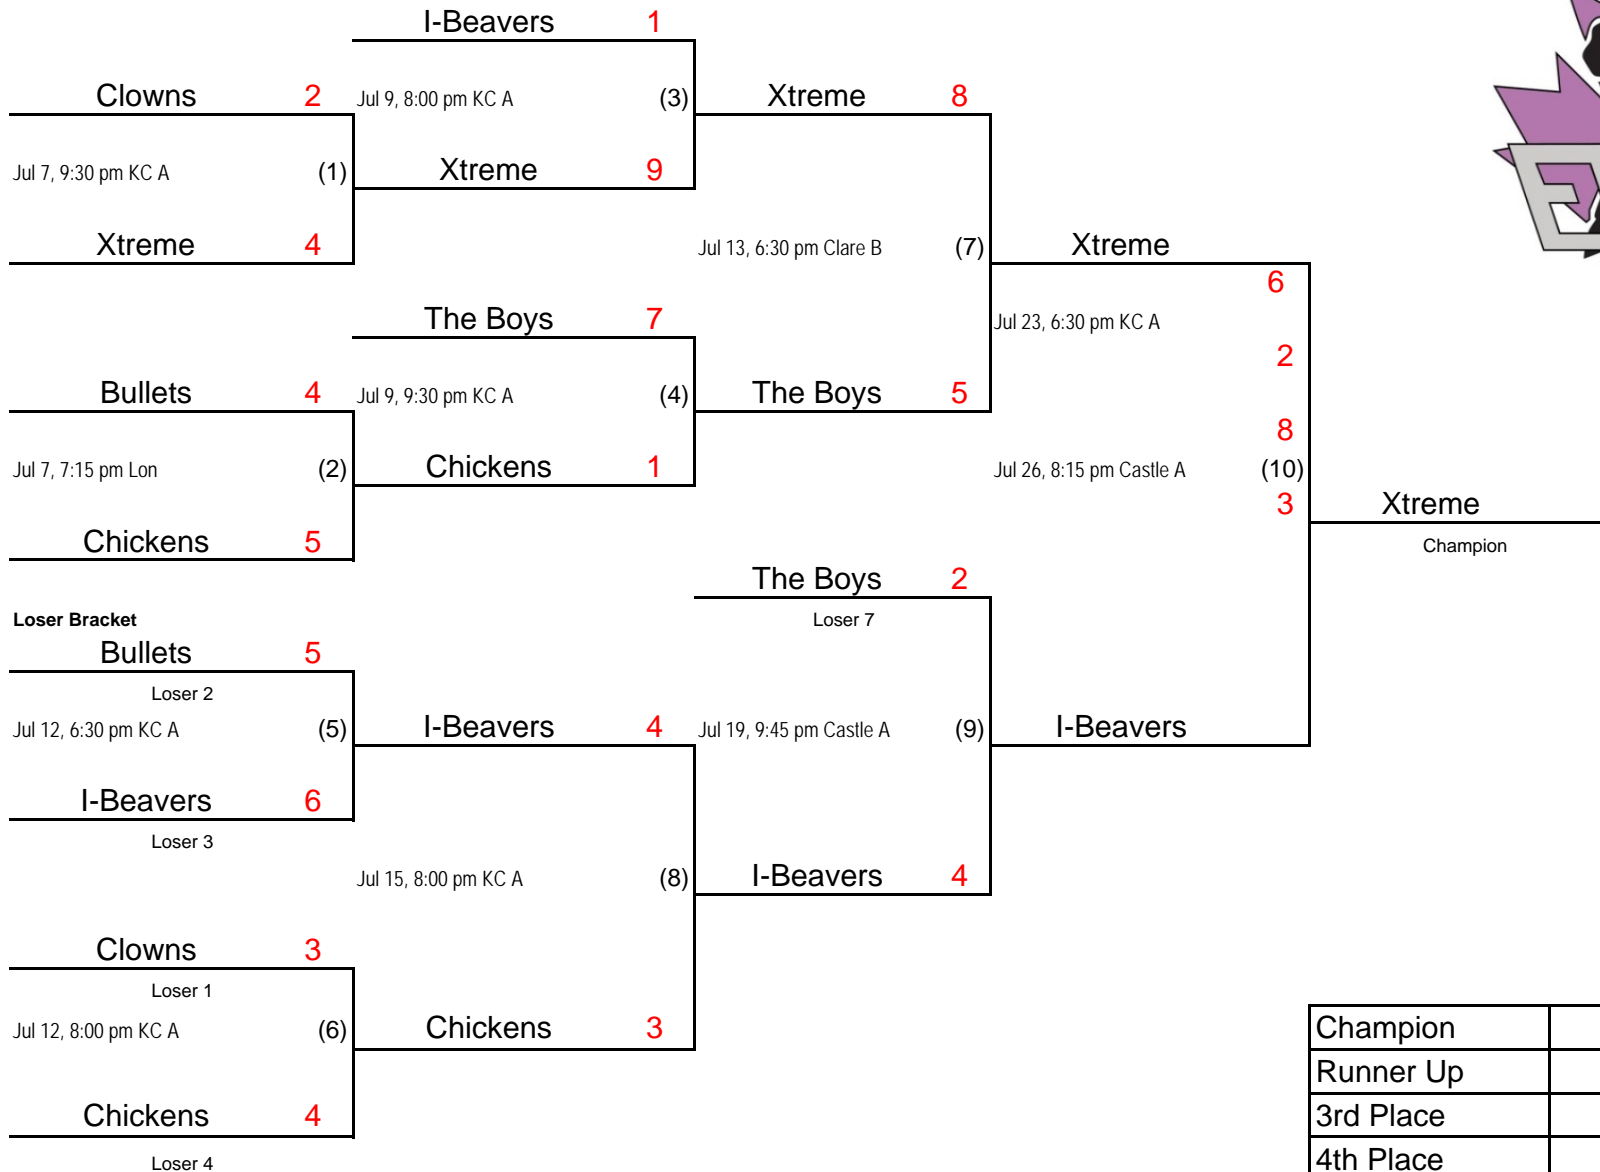 I-Beavers 1
Clowns 2 Jul 9, 8:00 pm KC A (3) Xtreme 8
Jul 7, 9:30 pm KC A (1) Xtreme 9
Xtreme 4 Jul 13, 6:30 pm Clare B (7) Xtreme
6
The Boys 7 Jul 23, 6:30 pm KC A
2
Bullets 4 Jul 9, 9:30 pm KC A (4) The Boys 5
8
Jul 7, 7:15 pm Lon (2) Chickens 1 Jul 26, 8:15 pm Castle A (10)
3 Xtreme
Chickens 5 Champion
The Boys 2
Loser Bracket Loser 7
Bullets 5
Loser 2
Jul 12, 6:30 pm KC A (5) I-Beavers 4 Jul 19, 9:45 pm Castle A (9) I-Beavers
I-Beavers 6
Loser 3
Jul 15, 8:00 pm KC A (8) I-Beavers 4
Clowns 3
Loser 1
Jul 12, 8:00 pm KC A (6) Chickens 3 Champion
Runner Up
Chickens 4 3rd Place
Loser 4 4th Place